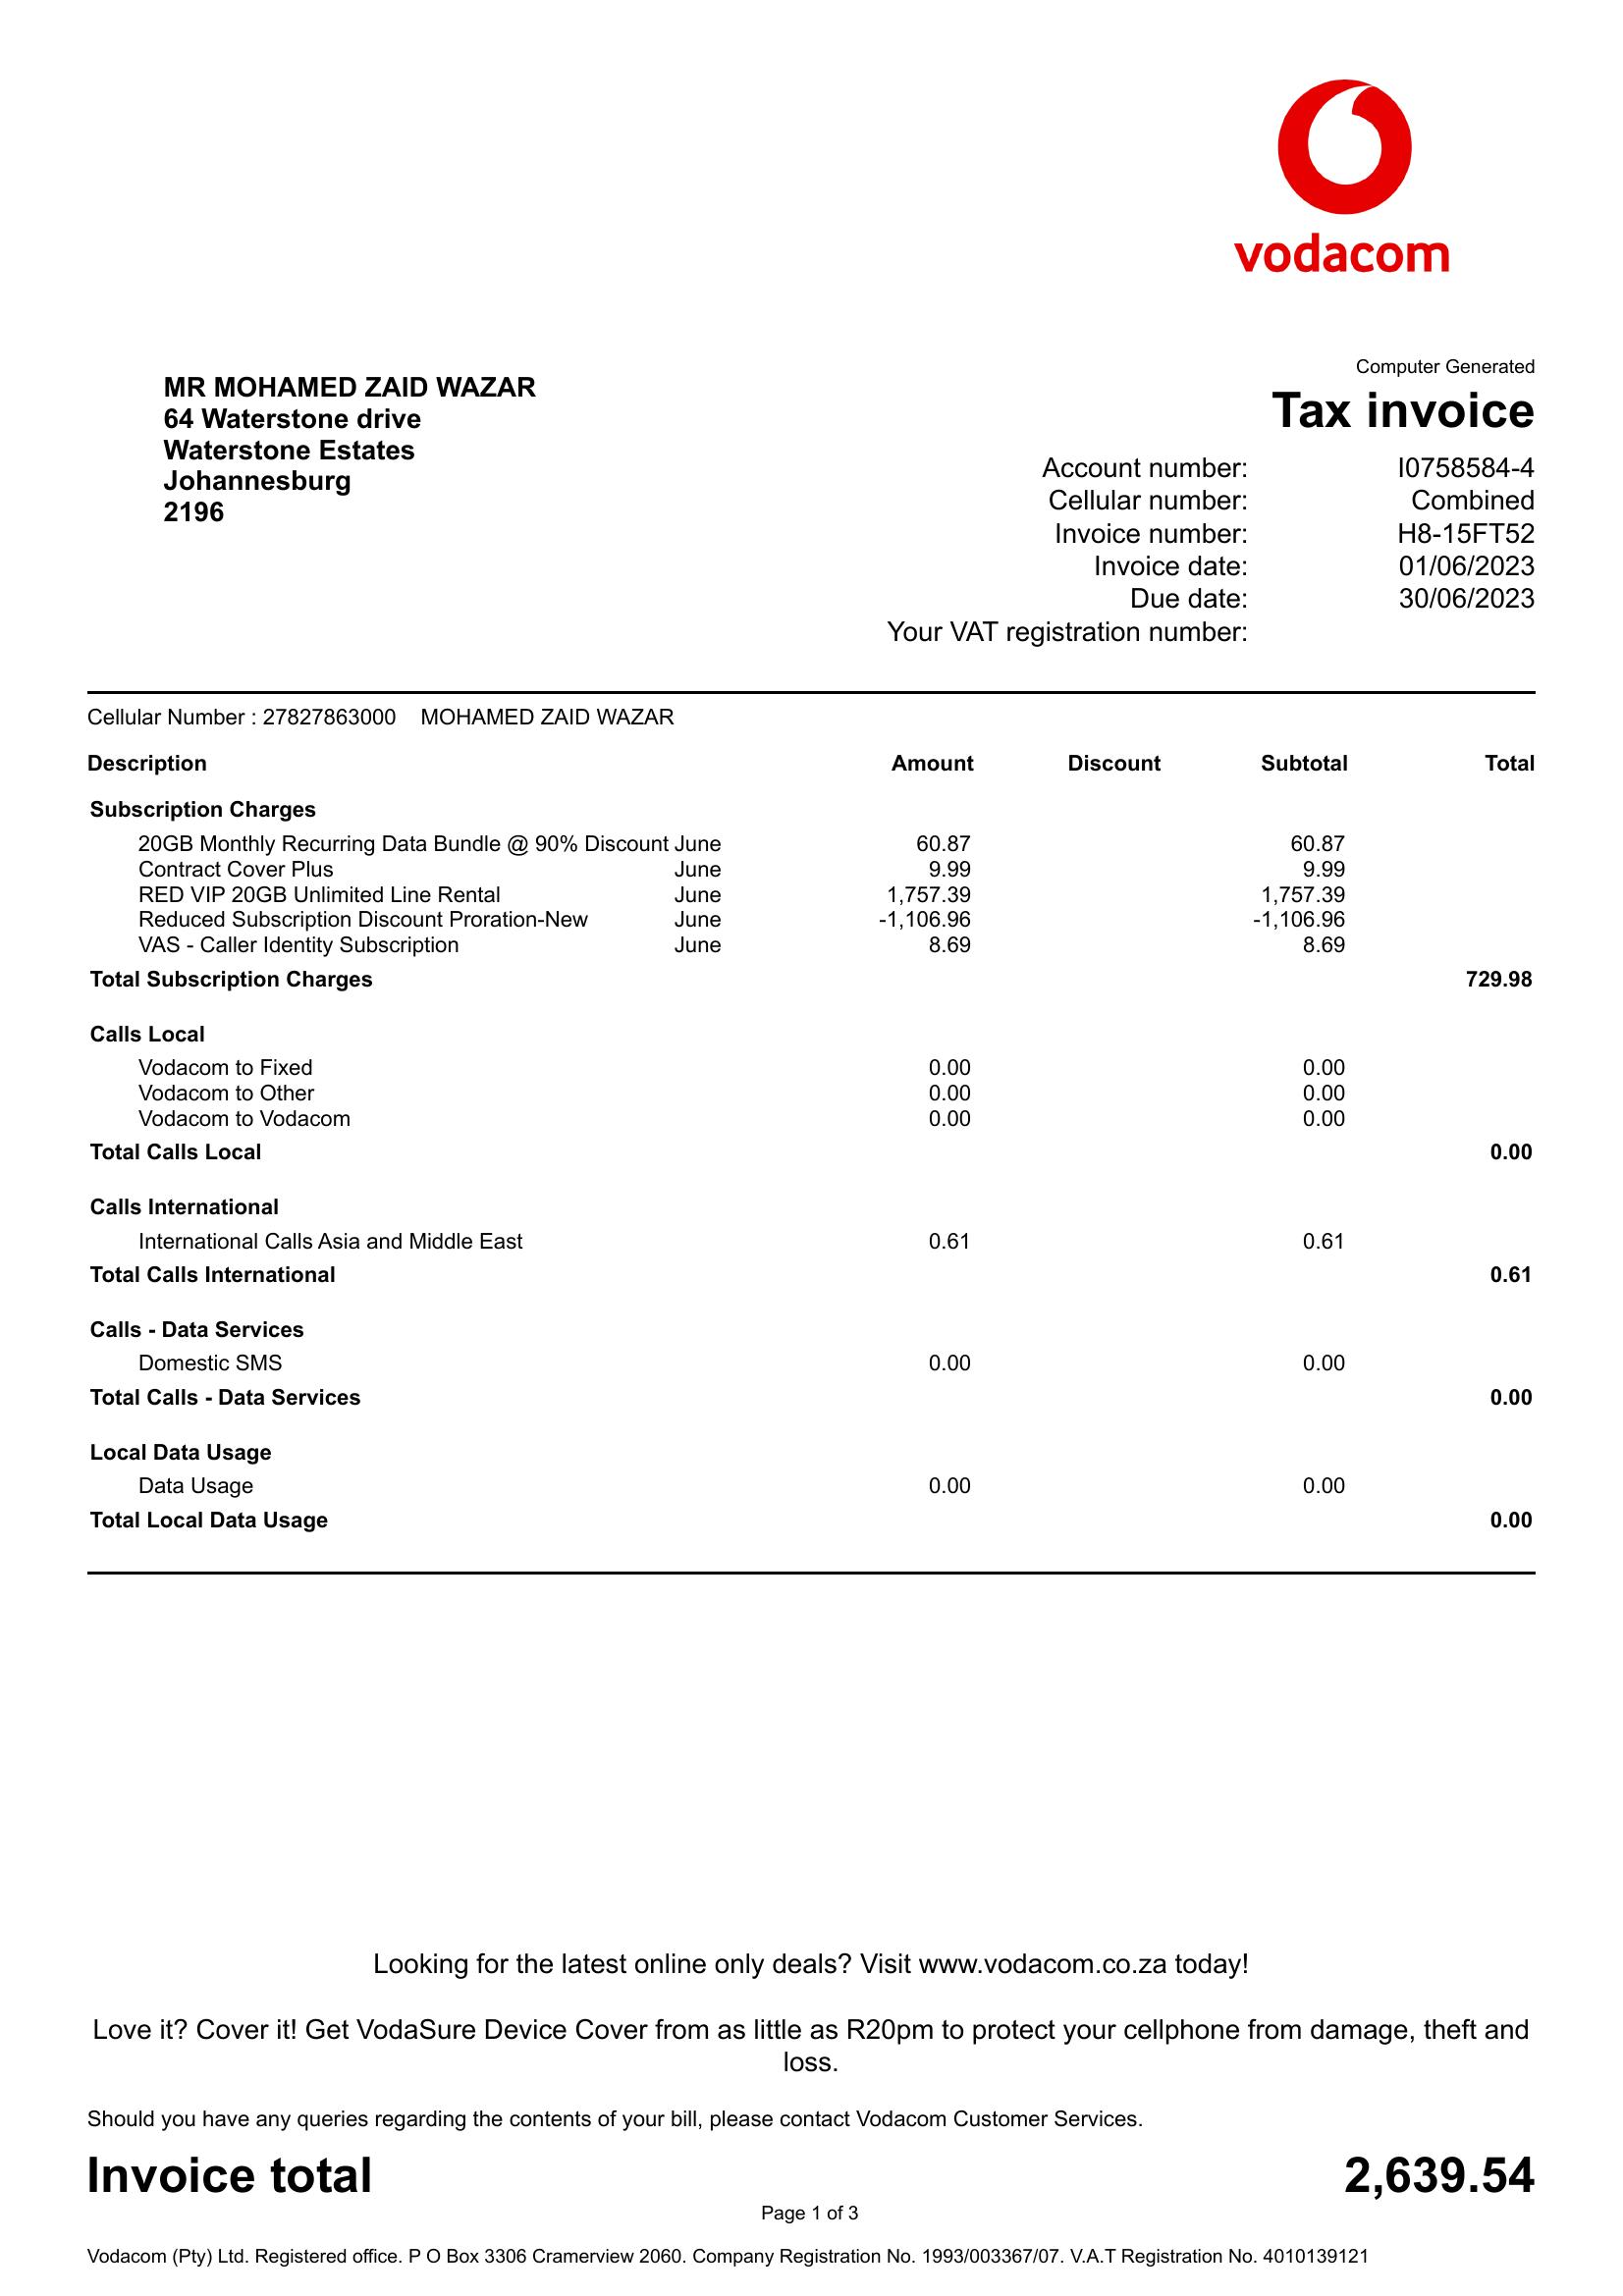 vodacom
Computer Generated
Tax invoice
MR MOHAMED ZAID WAZAR
64 Waterstone drive
Waterstone Estates
Johannesburg
2196
Account number: I0758584-4
Cellular number: Combined
Invoice number: H8-15FT52
Invoice date: 01/06/2023
Due date: 30/06/2023
Your VAT registration number:
Cellular Number : 27827863000 MOHAMED ZAID WAZAR
Description Amount Discount Subtotal Total
Subscription Charges
20GB Monthly Recurring Data Bundle @ 90% Discount June 60.87 60.87
Contract Cover Plus June 9.99 9.99
RED VIP 20GB Unlimited Line Rental June 1,757.39 1,757.39
Reduced Subscription Discount Proration-New June -1,106.96 -1,106.96
VAS - Caller Identity Subscription June 8.69 8.69
Total Subscription Charges 729.98
Calls Local
Vodacom to Fixed 0.00 0.00
Vodacom to Other 0.00 0.00
Vodacom to Vodacom 0.00 0.00
Total Calls Local 0.00
Calls International
International Calls Asia and Middle East 0.61 0.61
Total Calls International 0.61
Calls - Data Services
Domestic SMS 0.00 0.00
Total Calls - Data Services 0.00
Local Data Usage
Data Usage 0.00 0.00
Total Local Data Usage 0.00
Looking for the latest online only deals? Visit www.vodacom.co.za today!
Love it? Cover it! Get VodaSure Device Cover from as little as R20pm to protect your cellphone from damage, theft and
loss.
Should you have any queries regarding the contents of your bill, please contact Vodacom Customer Services.
Invoice total 2,639.54
Page 1 of 3
Vodacom (Pty) Ltd. Registered office. P O Box 3306 Cramerview 2060. Company Registration No. 1993/003367/07. V.A.T Registration No. 4010139121